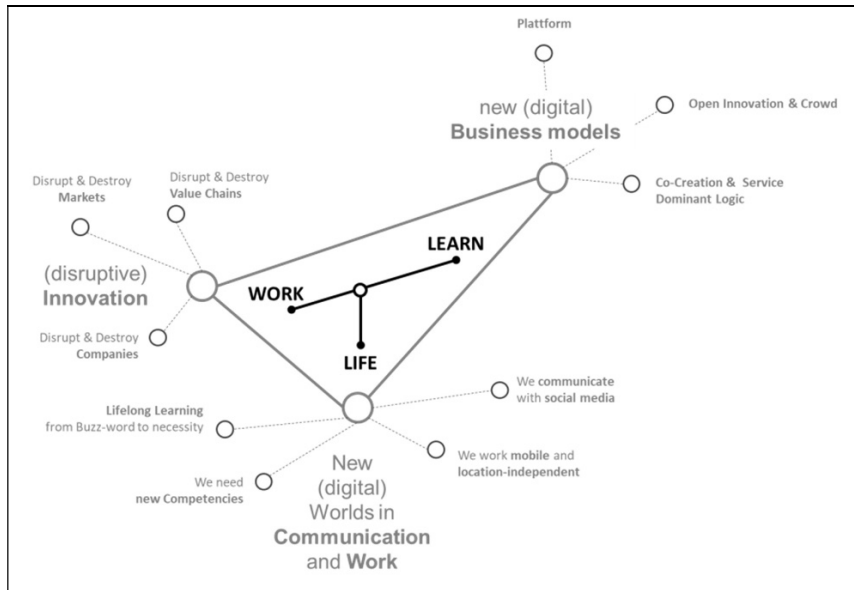 Plattform
new (digital)
Business models
Open Innovation & Crowd
Co-Creation & Service
Dominant Logic
Disrupt & Destroy
Markets
Disrupt & Destroy
Value Chains
(disruptive)
Innovation
Disrupt & Destroy
Companies
LEARN
WORK
LIFE
We communicate
with social media
Lifelong Learning
from Buzz-word to necessity
We work mobile and
location-independent
We need
new Competencies
New
(digital)
Worlds in
Communication
and Work